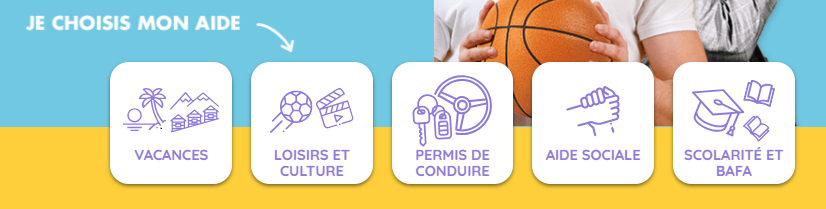 JE CHOISIS MON AIDE
VACANCES
LOISIRS ET
CULTURE
PERMIS DE
CONDUIRE
AIDE SOCIALE
SCOLARITÉ ET
BAFA